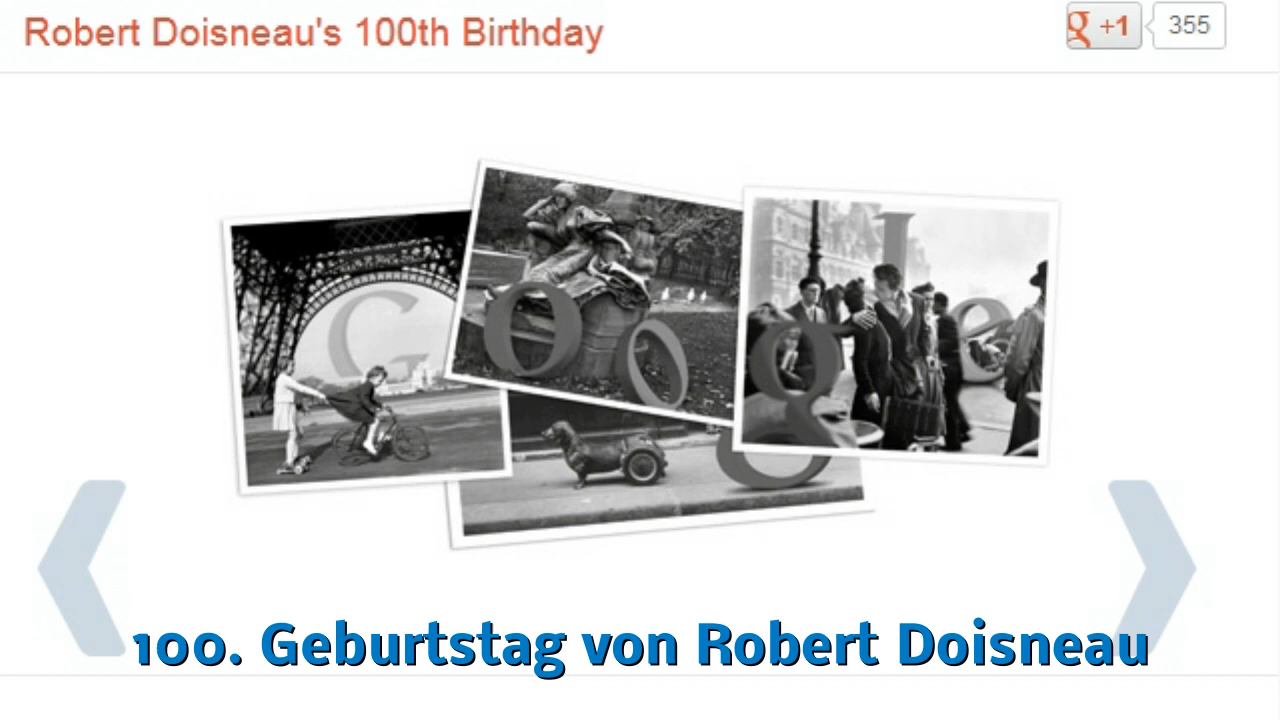 Robert Doisneau's 100th Birthday
g +1
355
Google
100. Geburtstag von Robert Doisneau